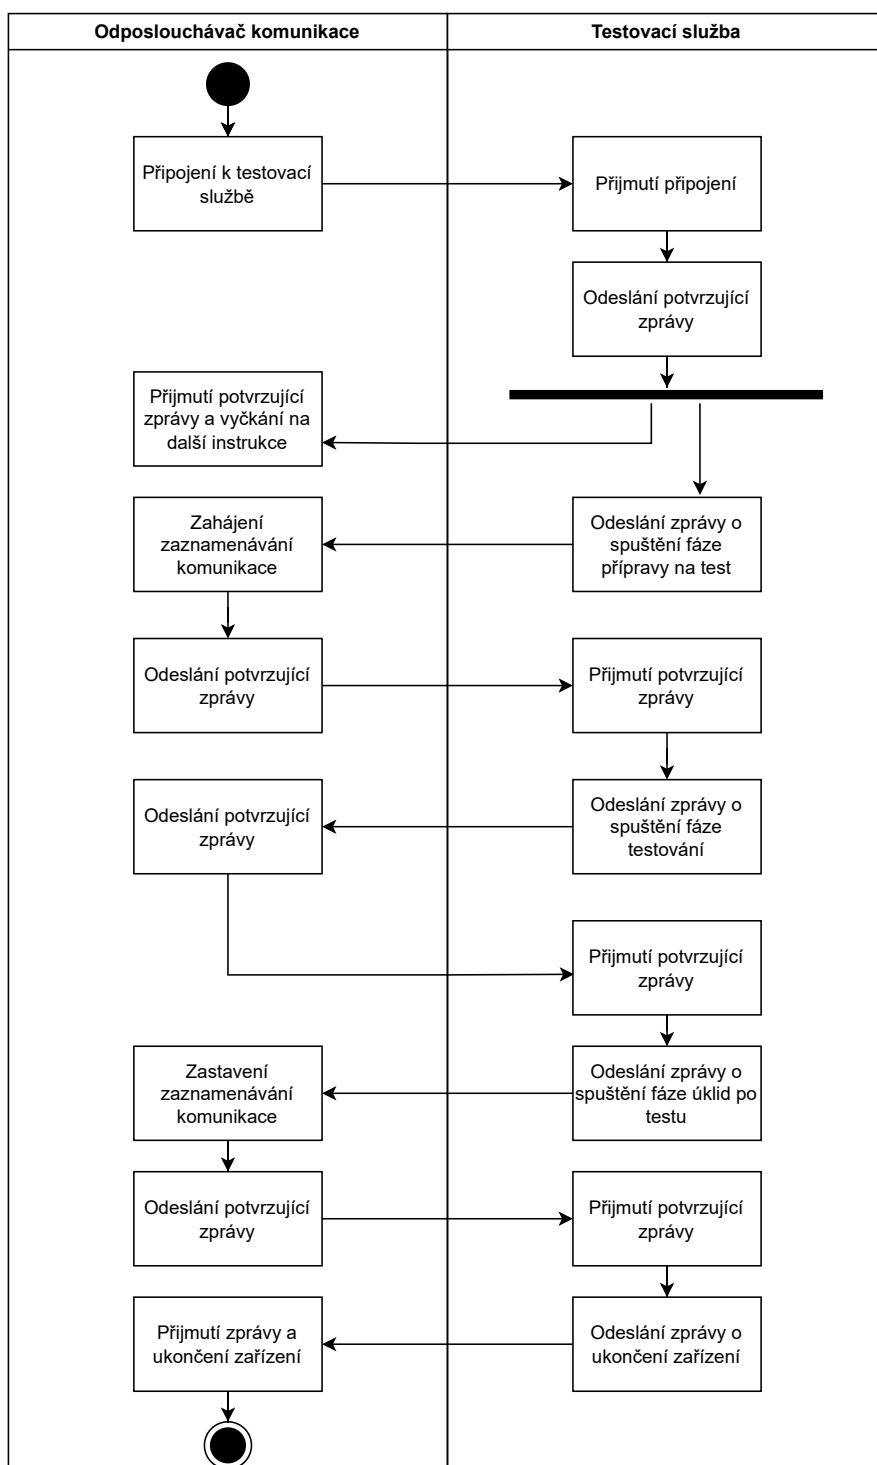 Odposlouchávač komunikace
Testovací služba
Připojení k testovací
službě
Přijmutí připojení
Odeslání potvrzující
zprávy
Přijmutí potvrzující
zprávy a vyčkání na
další instrukce
Zahájení
zaznamenávání
komunikace
Odeslání zprávy o
spuštění fáze
přípravy na test
Odeslání potvrzující
zprávy
Přijmutí potvrzující
zprávy
Odeslání potvrzující
zprávy
Odeslání zprávy o
spuštění fáze
testování
Přijmutí potvrzující
zprávy
Zastavení
zaznamenávání
komunikace
Odeslání zprávy o
spuštění fáze úklid po
testu
Odeslání potvrzující
zprávy
Přijmutí potvrzující
zprávy
Přijmutí zprávy a
ukončení zařízení
Odeslání zprávy o
ukončení zařízení